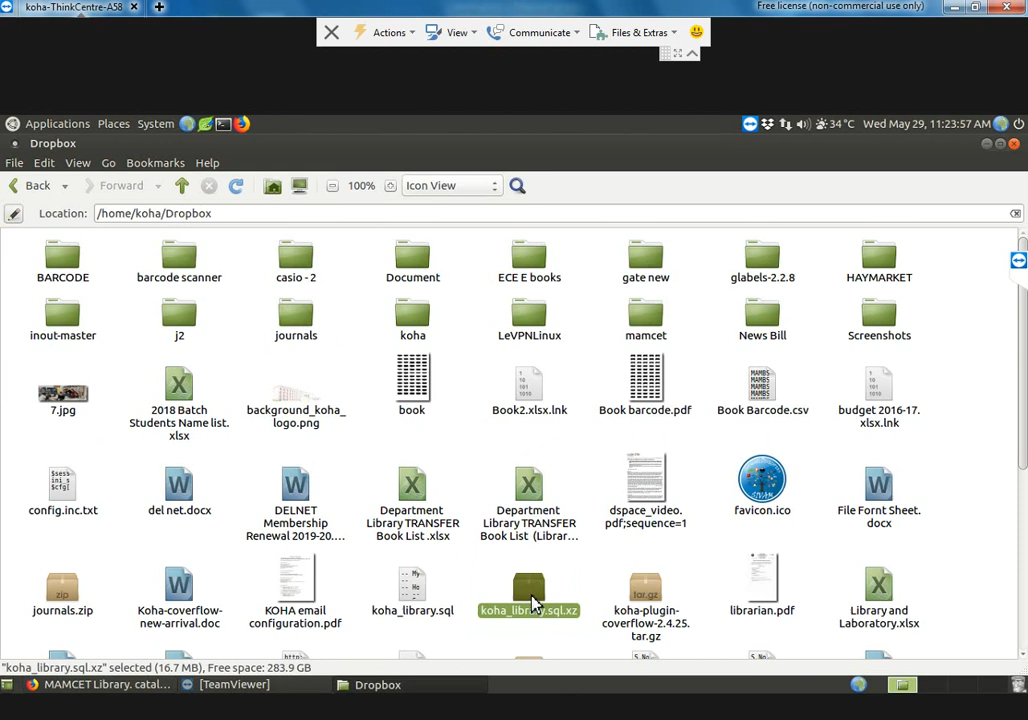 koha-ThinkCentre-A58
Free license (non-commercial use only)
Actions View Communicate Files & Extras
Applications Places System 34 °C Wed May 29, 11:23:57 AM
Dropbox
File Edit View Go Bookmarks Help
Back Forward 100% Icon View
Location: /home/koha/Dropbox
BARCODE barcode scanner casio - 2 Document ECE E books gate new glabels-2.2.8 HAYMARKET
inout-master j2 journals koha LeVPNLinux mamcet News Bill Screenshots
7.jpg 2018 Batch background_koha_ book Book2.xlsx.lnk Book barcode.pdf Book Barcode.csv budget 2016-17.
Students Name list. logo.png xlsx.lnk
xlsx
config.inc.txt del net.docx DELNET Department Department dspace_video. favicon.ico File Fornt Sheet.
Membership Library TRANSFER Library TRANSFER pdf;sequence=1 docx
Renewal 2019-20.... Book List .xlsx Book List (Librar...
zip tar.gz
journals.zip Koha-coverflow- KOHA email koha_library.sql koha_library.sql.xz koha-plugin- librarian.pdf Library and
new-arrival.doc configuration.pdf coverflow-2.4.25. Laboratory.xlsx
tar.gz
"koha_library.sql.xz" selected (16.7 MB), Free space: 283.9 GB
MAMCET Library. catal... [TeamViewer] Dropbox